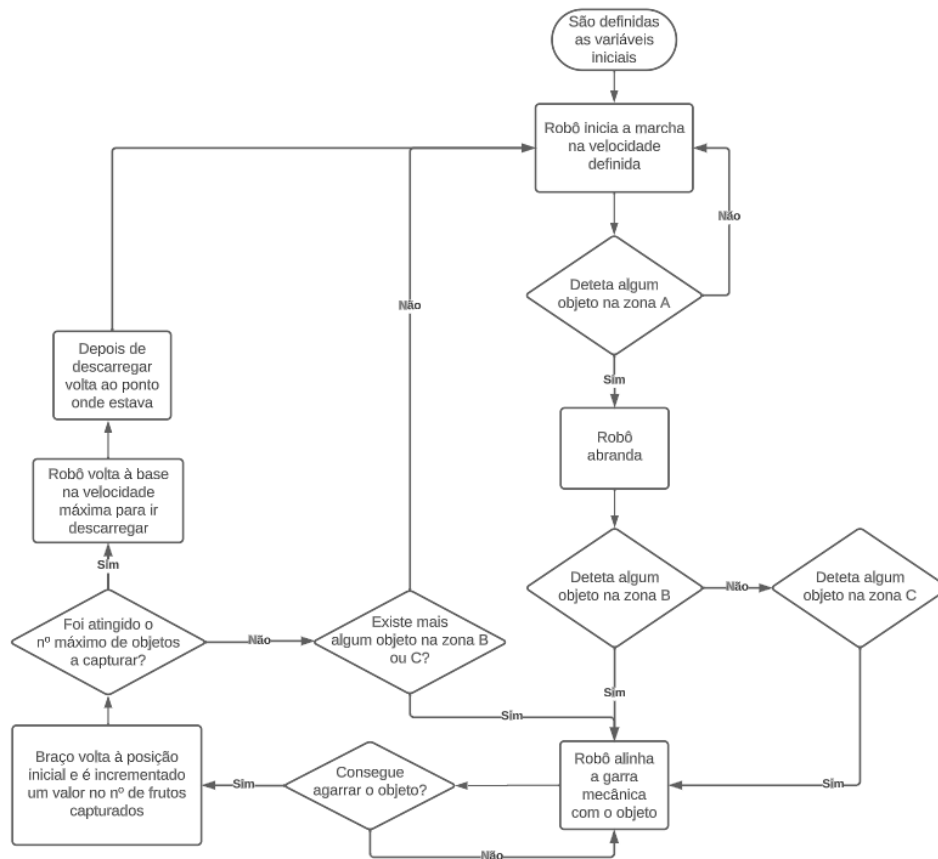 São definidas
as variáveis
iniciais
Robô inicia a marcha
na velocidade
definida
Não
Deteta algum
objeto na zona A
Não
Sim
Depois de
descarregar
volta ao ponto
onde estava
Robô
abranda
Robô volta à base
na velocidade
máxima para ir
descarregar
Sim
Deteta algum
objeto na zona B
Não
Deteta algum
objeto na zona C
Foi atingido o
nº máximo de objetos
a capturar?
Não
Existe mais
algum objeto na zona B
ou C?
Sim
Sim
Braço volta à posição
inicial e é incrementado
um valor no nº de frutos
capturados
Sim
Consegue
agarrar o objeto?
Robô alinha
a garra
mecânica
com o objeto
Sim
Não